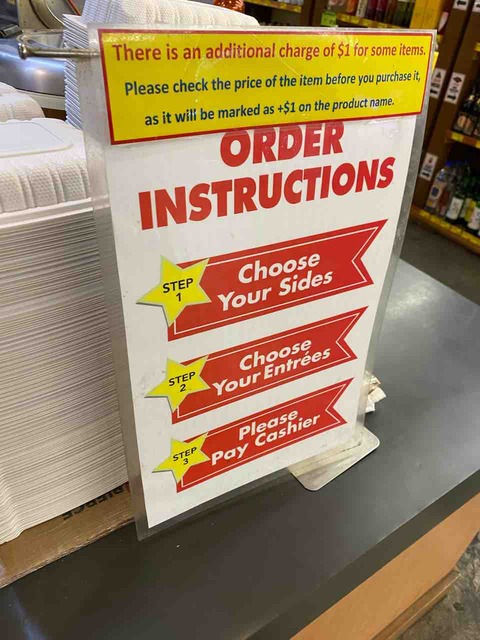 There is an additional charge of $1 for some items.
Please check the price of the item before you purchase it,
as it will be marked as +$1 on the product name.
ORDER
INSTRUCTIONS
STEP
1
Choose
Your Sides
STEP
2
Choose
Your Entrées
STEP
3
Please
Pay Cashier